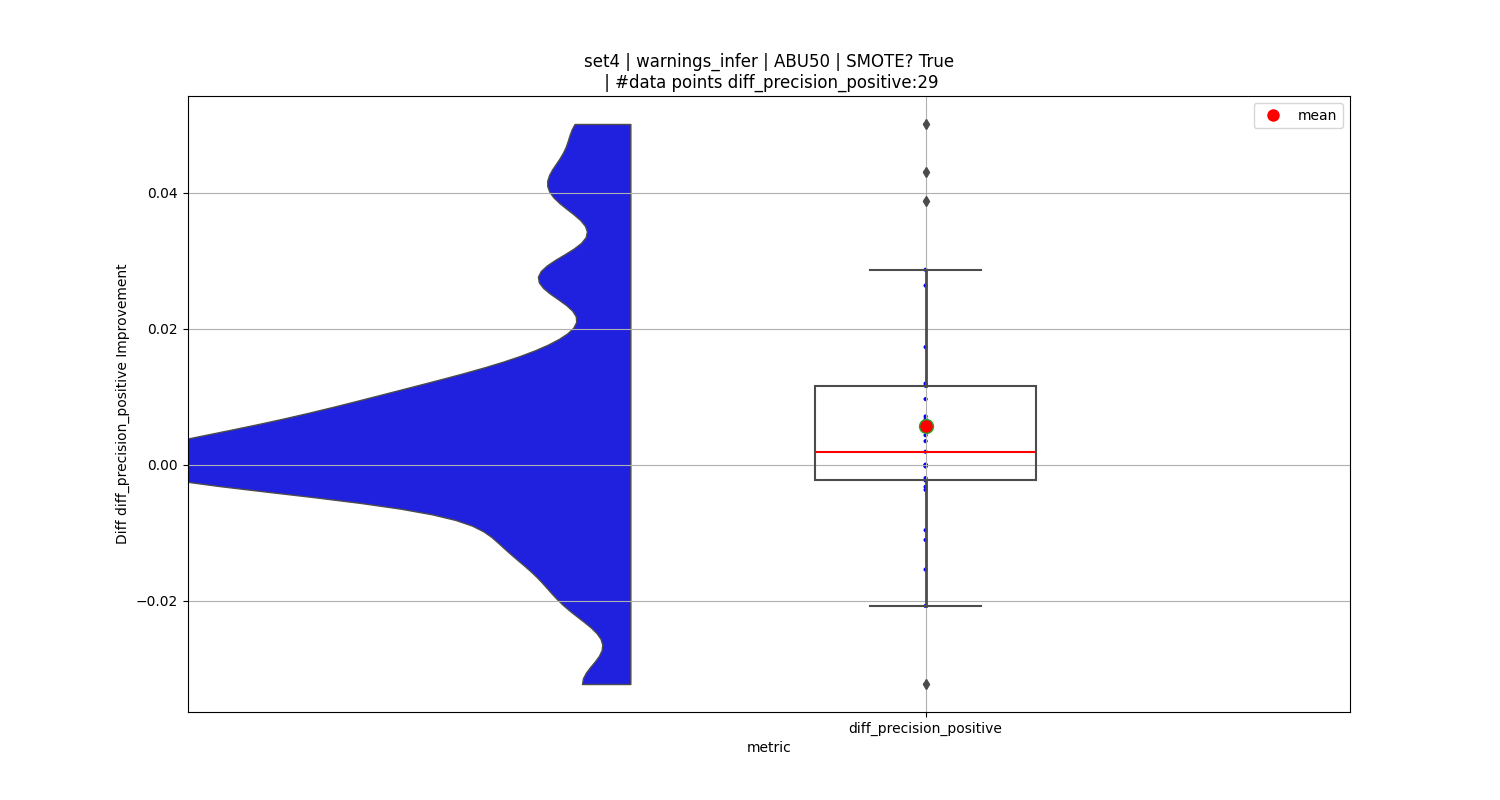 set4 | warnings_infer | ABU50 | SMOTE? True
| #data points diff_precision_positive:29
mean
0.04
0.02
0.00
−0.02
Diff diff_precision_positive Improvement
diff_precision_positive
metric